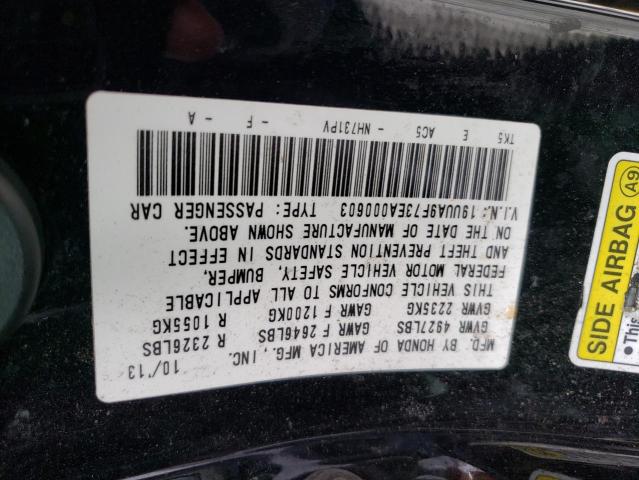 MFD. BY HONDA OF AMERICA MFG., INC. 10/13
GVWR 4927LBS GAWR F 2646LBS R 2326LBS
GVWR 2235KG GAWR F 1200KG R 1055KG
THIS VEHICLE CONFORMS TO ALL APPLICABLE
FEDERAL MOTOR VEHICLE SAFETY, BUMPER,
AND THEFT PREVENTION STANDARDS IN EFFECT
ON THE DATE OF MANUFACTURE SHOWN ABOVE.
V.I.N.: 19UUA9F73EA000603 TYPE: PASSENGER CAR
TK5 E AC5 - NH731PV - F - A
SIDE AIRBAG A9
• This